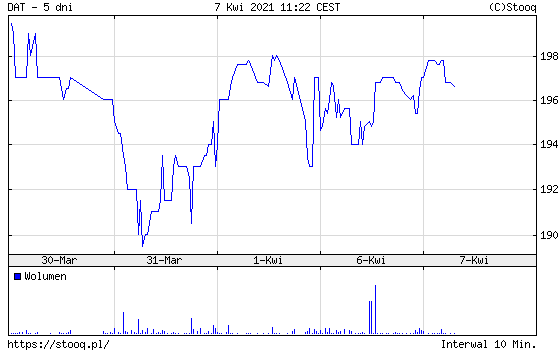 DAT - 5 dni 7 Kwi 2021 11:22 CEST (C)Stooq
198
196
194
192
190
30-Mar 31-Mar 1-Kwi 6-Kwi 7-Kwi
Wolumen
https://stooq.pl/ Interwal 10 Min.